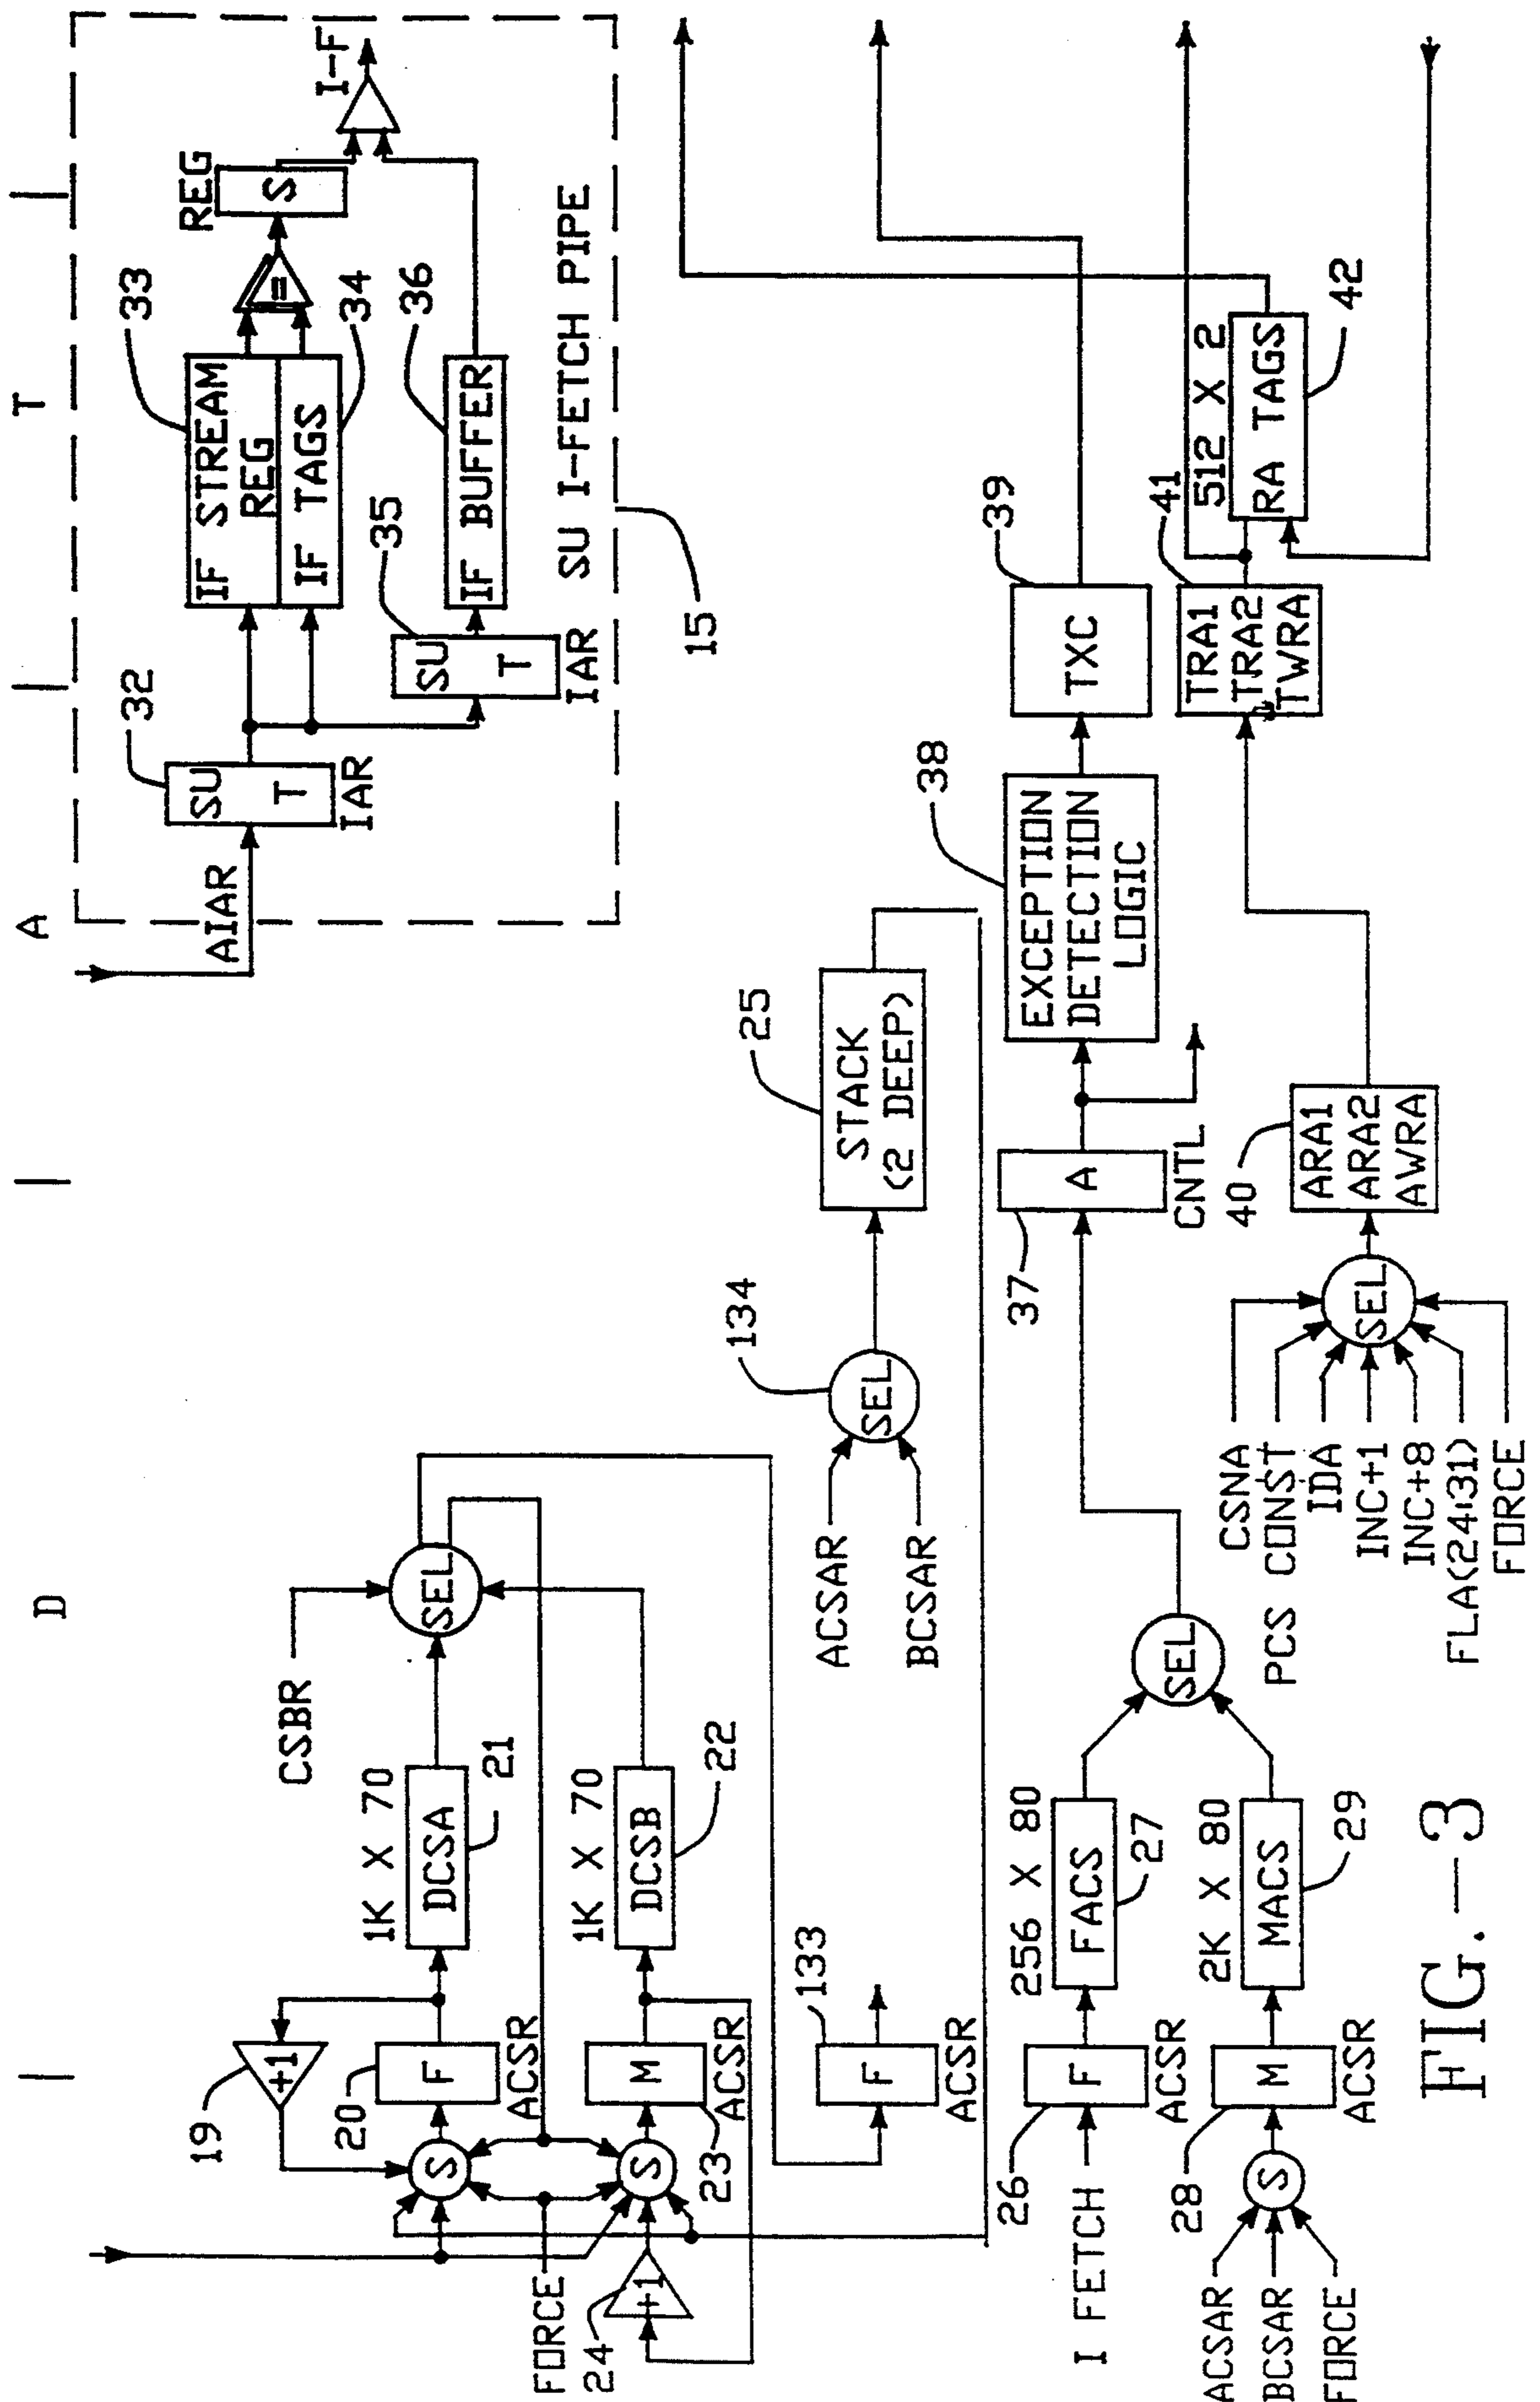 D
A
T
AIAR
32
SU
T
IAR
33
IF STREAM
REG
IF TAGS
34
=
REG
S
I-F
35
SU
T
IAR
IF BUFFER
36
SU I-FETCH PIPE
15
19
+1
20
S
F
ACSR
1K X 70
DCSA
21
CSBR
SEL
FORCE
S
M
ACSR
23
24
+1
1K X 70
DCSB
22
133
F
ACSR
ACSAR
BCSAR
SEL
134
25
STACK
(2 DEEP)
I FETCH
26
F
ACSR
256 X 80
FACS
27
ACSAR
BCSAR
FORCE
S
28
M
ACSR
2K X 80
MACS
29
SEL
37
A
CNTL
38
EXCEPTION
DETECTION
LOGIC
39
TXC
CSNA
PCS CONST
IDA
INC+1
INC+8
FLA(24:31)
FORCE
SEL
40
ARA1
ARA2
AWRA
41
TRA1
TRA2
TWRA
512 X 2
RA TAGS
42
FIG.-3